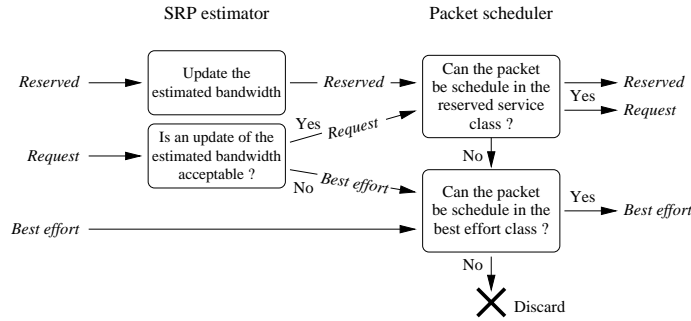 SRP estimator
Packet scheduler
Reserved
Update the
estimated bandwidth
Reserved
Can the packet
be schedule in the
reserved service
class ?
Reserved
Yes
Request
Request
Is an update of the
estimated bandwidth
acceptable ?
Yes
Request
No
Best effort
No
Can the packet
be schedule in the
best effort class ?
Yes
Best effort
Best effort
No
Discard